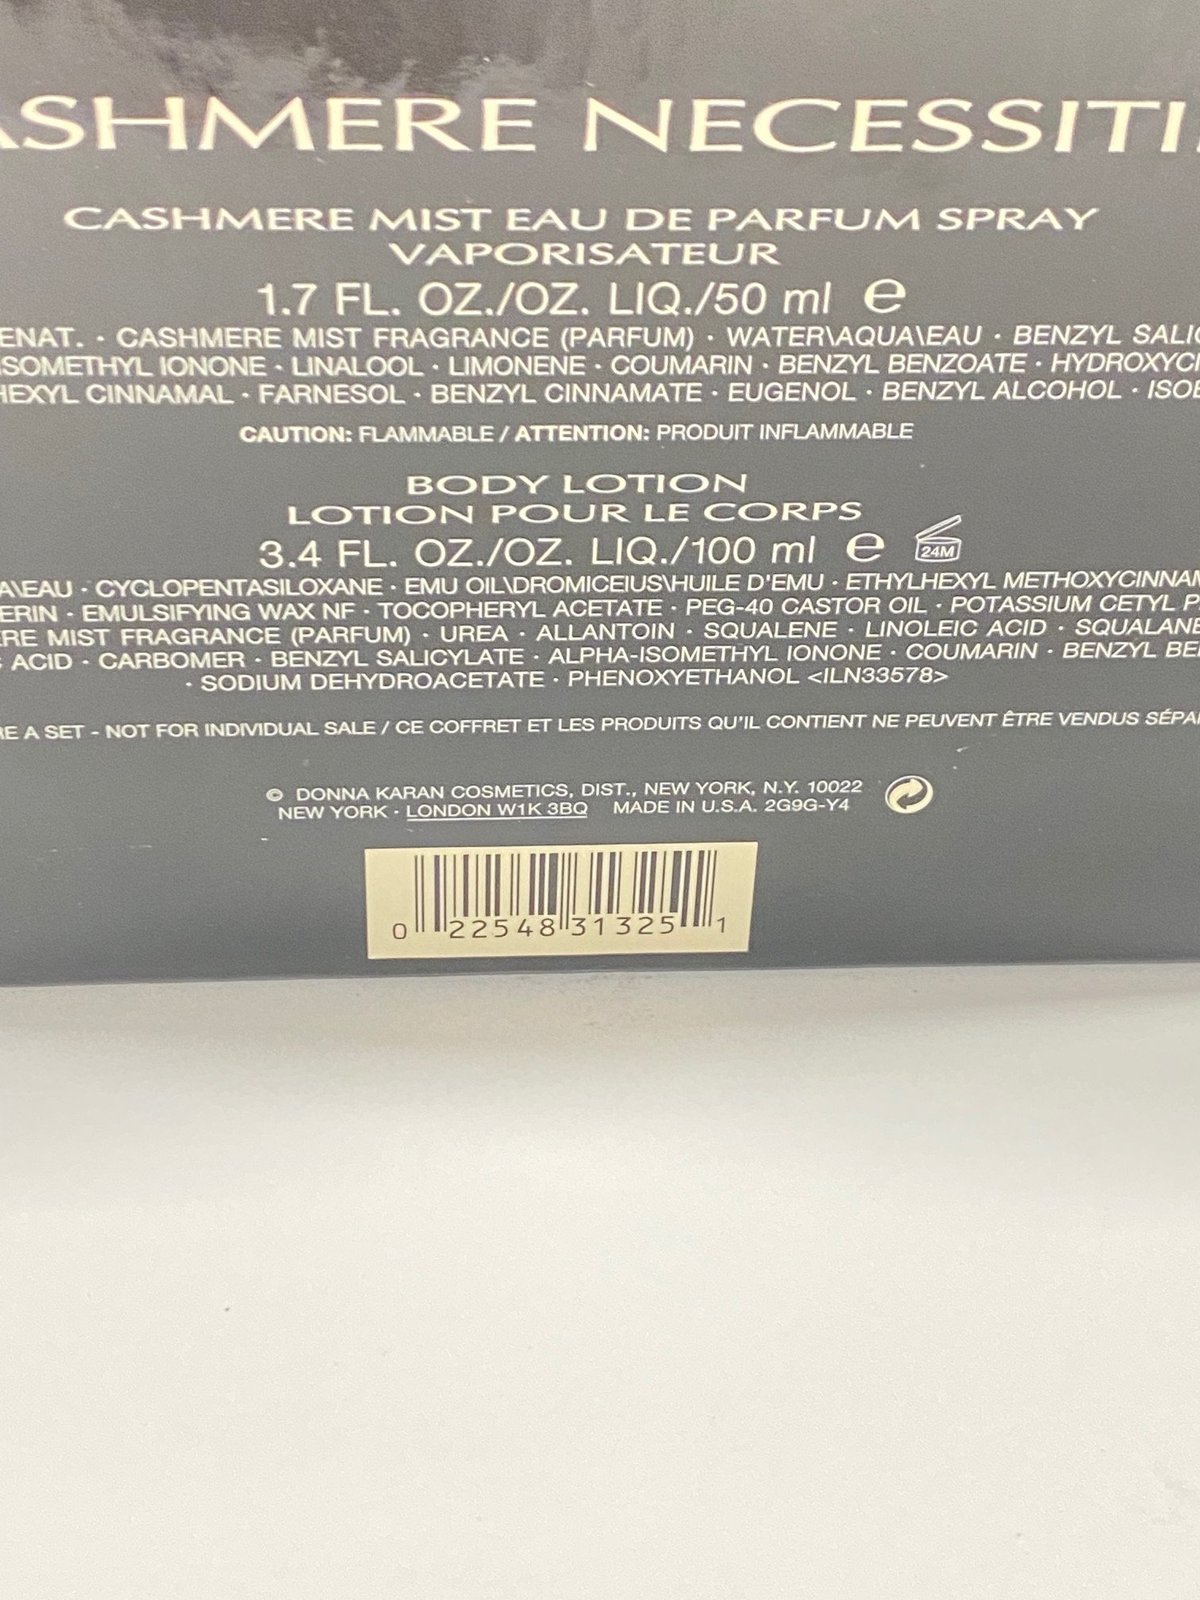 ASHMERE NECESSITI
CASHMERE MIST EAU DE PARFUM SPRAY
VAPORISATEUR
1.7 FL. OZ./OZ. LIQ./50 ml ℮
ENAT. · CASHMERE MIST FRAGRANCE (PARFUM) · WATER\AQUA\EAU · BENZYL SALIC
SOMETHYL IONONE · LINALOOL · LIMONENE · COUMARIN · BENZYL BENZOATE · HYDROXYCI
HEXYL CINNAMAL · FARNESOL · BENZYL CINNAMATE · EUGENOL · BENZYL ALCOHOL · ISOE
CAUTION: FLAMMABLE / ATTENTION: PRODUIT INFLAMMABLE
BODY LOTION
LOTION POUR LE CORPS
3.4 FL. OZ./OZ. LIQ./100 ml ℮ 24M
A\EAU · CYCLOPENTASILOXANE · EMU OIL\DROMICEIUS\HUILE D'EMU · ETHYLHEXYL METHOXYCINNAM
ERIN · EMULSIFYING WAX NF · TOCOPHERYL ACETATE · PEG-40 CASTOR OIL · POTASSIUM CETYL P
ERE MIST FRAGRANCE (PARFUM) · UREA · ALLANTOIN · SQUALENE · LINOLEIC ACID · SQUALANE
ACID · CARBOMER · BENZYL SALICYLATE · ALPHA-ISOMETHYL IONONE · COUMARIN · BENZYL BE
· SODIUM DEHYDROACETATE · PHENOXYETHANOL <ILN33578>
RE A SET - NOT FOR INDIVIDUAL SALE / CE COFFRET ET LES PRODUITS QU'IL CONTIENT NE PEUVENT ÊTRE VENDUS SÉPA
© DONNA KARAN COSMETICS, DIST., NEW YORK, N.Y. 10022
NEW YORK · LONDON W1K 3BQ MADE IN U.S.A. 2G9G-Y4
0 22548 31325 1